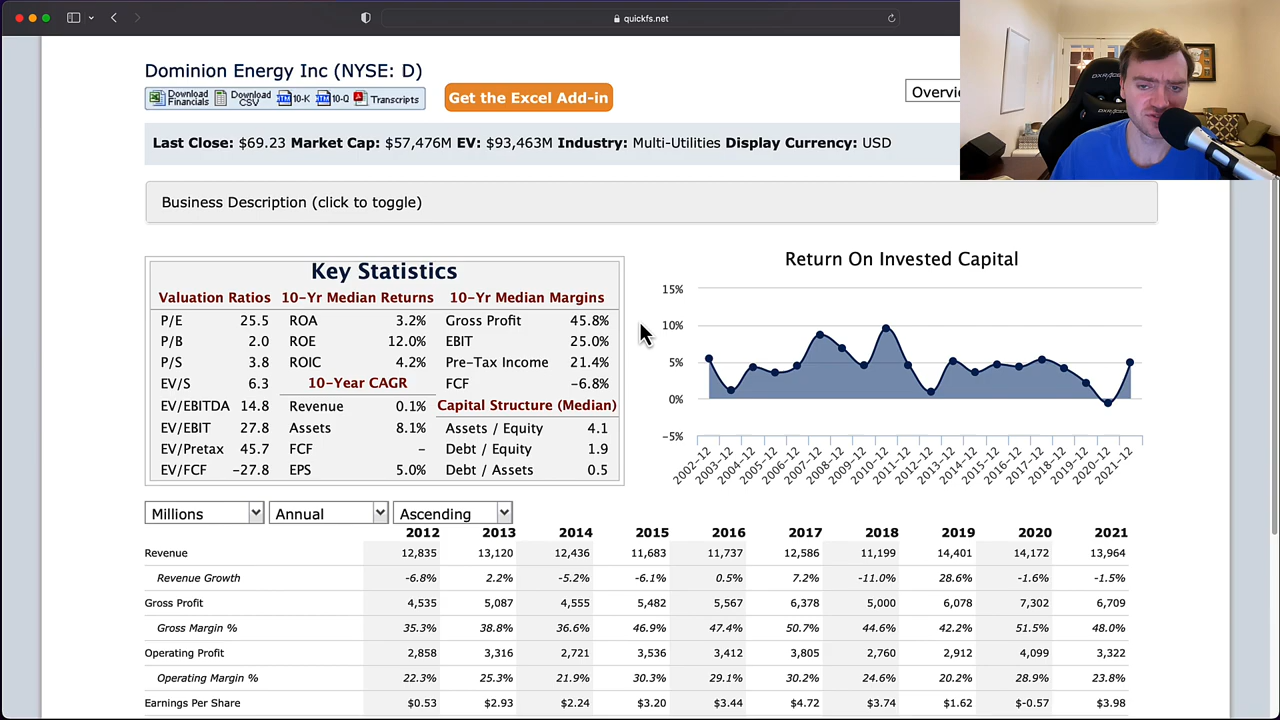 quickfs.net
Dominion Energy Inc (NYSE: D)
Download Financials Download CSV 10-K 10-Q Transcripts
Get the Excel Add-in
Overvie
Last Close: $69.23 Market Cap: $57,476M EV: $93,463M Industry: Multi-Utilities Display Currency: USD
Business Description (click to toggle)
Key Statistics
Valuation Ratios 10-Yr Median Returns 10-Yr Median Margins
P/E 25.5 ROA 3.2% Gross Profit 45.8%
P/B 2.0 ROE 12.0% EBIT 25.0%
P/S 3.8 ROIC 4.2% Pre-Tax Income 21.4%
EV/S 6.3 10-Year CAGR FCF -6.8%
EV/EBITDA 14.8 Revenue 0.1% Capital Structure (Median)
EV/EBIT 27.8 Assets 8.1% Assets / Equity 4.1
EV/Pretax 45.7 FCF - Debt / Equity 1.9
EV/FCF -27.8 EPS 5.0% Debt / Assets 0.5
Return On Invested Capital
15%
10%
5%
0%
-5%
2002-12 2003-12 2004-12 2005-12 2006-12 2007-12 2008-12 2009-12 2010-12 2011-12 2012-12 2013-12 2014-12 2015-12 2016-12 2017-12 2018-12 2019-12 2020-12 2021-12
Millions Annual Ascending
2012 2013 2014 2015 2016 2017 2018 2019 2020 2021
Revenue 12,835 13,120 12,436 11,683 11,737 12,586 11,199 14,401 14,172 13,964
Revenue Growth -6.8% 2.2% -5.2% -6.1% 0.5% 7.2% -11.0% 28.6% -1.6% -1.5%
Gross Profit 4,535 5,087 4,555 5,482 5,567 6,378 5,000 6,078 7,302 6,709
Gross Margin % 35.3% 38.8% 36.6% 46.9% 47.4% 50.7% 44.6% 42.2% 51.5% 48.0%
Operating Profit 2,858 3,316 2,721 3,536 3,412 3,805 2,760 2,912 4,099 3,322
Operating Margin % 22.3% 25.3% 21.9% 30.3% 29.1% 30.2% 24.6% 20.2% 28.9% 23.8%
Earnings Per Share $0.53 $2.93 $2.24 $3.20 $3.44 $4.72 $3.74 $1.62 $-0.57 $3.98